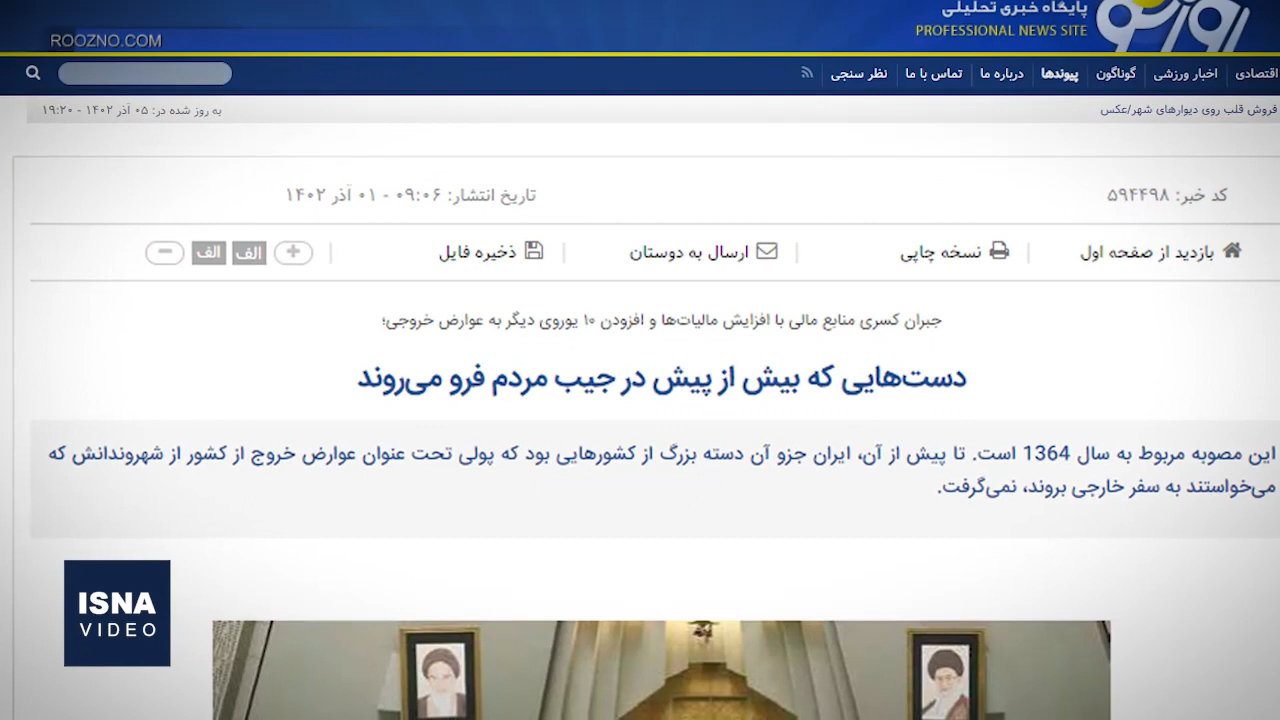 پایگاه خبری تحلیلی
PROFESSIONAL NEWS SITE
روزنو
ROOZNO.COM
اقتصادی
اخبار ورزشی
گوناگون
پیوندها
درباره ما
تماس با ما
نظر سنجی
فروش قلب روی دیوارهای شهر/عکس
به روز شده در: ۰۵ آذر ۱۴۰۲ - ۱۹:۲۰
کد خبر: ۵۹۴۴۹۸
تاریخ انتشار: ۰۹:۰۶ - ۰۱ آذر ۱۴۰۲
بازدید از صفحه اول
نسخه چاپی
ارسال به دوستان
ذخیره فایل
+
الف
الف
−
جبران کسری منابع مالی با افزایش مالیات‌ها و افزودن ۱۰ یوروی دیگر به عوارض خروجی؛
دست‌هایی که بیش از پیش در جیب مردم فرو می‌روند
این مصوبه مربوط به سال 1364 است. تا پیش از آن، ایران جزو آن دسته بزرگ از کشورهایی بود که پولی تحت عنوان عوارض خروج از کشور از شهروندانش که
می‌خواستند به سفر خارجی بروند، نمی‌گرفت.
ISNA
VIDEO